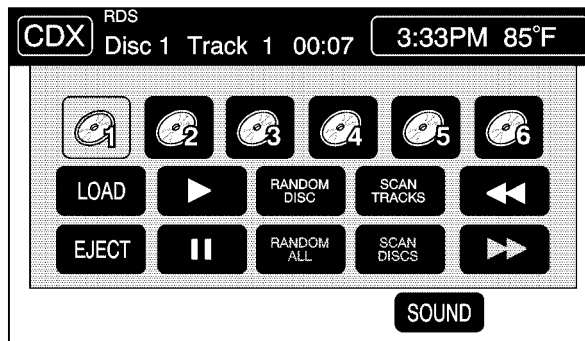 RDS
CDX Disc 1 Track 1 00:07 3:33PM 85°F
1 2 3 4 5 6
LOAD RANDOM DISC SCAN TRACKS
EJECT RANDOM ALL SCAN DISCS
SOUND